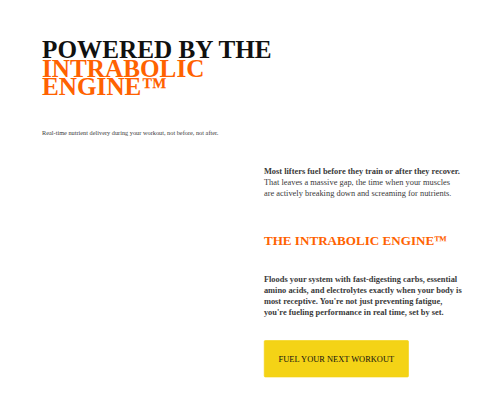 POWERED BY THE
INTRABOLIC
ENGINE™
Real-time nutrient delivery during your workout, not before, not after.
Most lifters fuel before they train or after they recover.
That leaves a massive gap, the time when your muscles
are actively breaking down and screaming for nutrients.
THE INTRABOLIC ENGINE™
Floods your system with fast-digesting carbs, essential
amino acids, and electrolytes exactly when your body is
most receptive. You're not just preventing fatigue,
you're fueling performance in real time, set by set.
FUEL YOUR NEXT WORKOUT